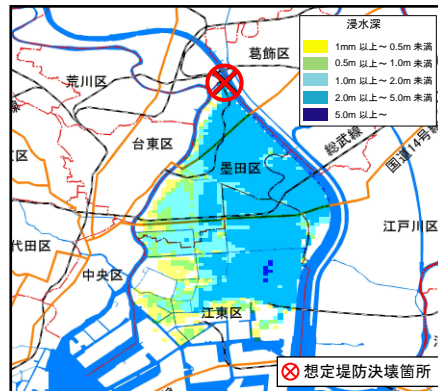 浸水深
1mm 以上～ 0.5m 未満
0.5m 以上～ 1.0m 未満
1.0m 以上～ 2.0m 未満
2.0m 以上～ 5.0m 未満
5.0m 以上～
葛飾区
荒川区
台東区
総武線
国道14号線
墨田区
江戸川区
代田区
中央区
江東区
想定堤防決壊箇所